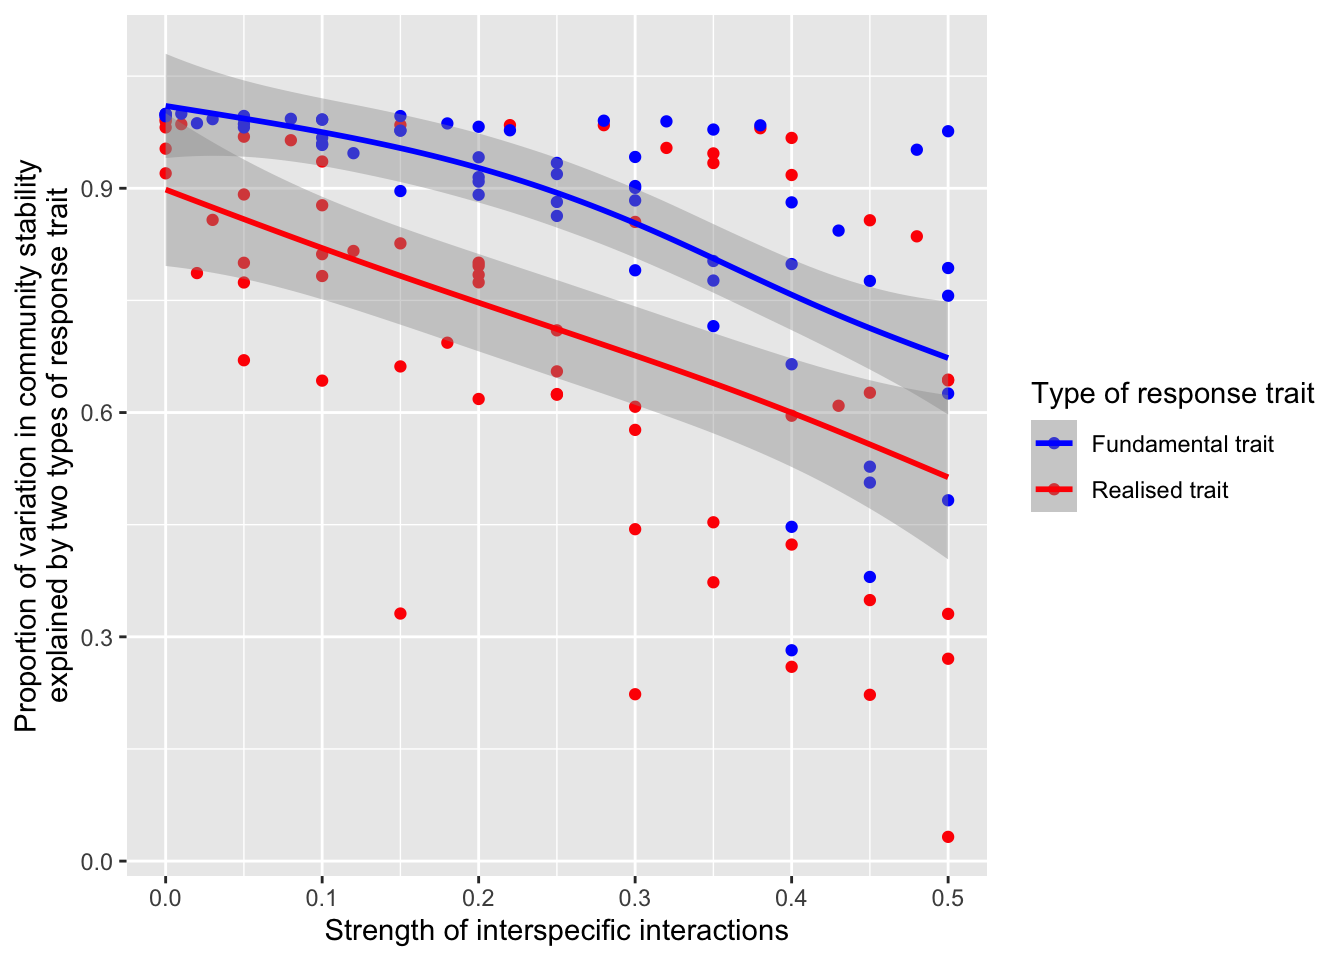 Proportion of variation in community stability
explained by two types of response trait
0.9
0.6
0.3
0.0
0.0 0.1 0.2 0.3 0.4 0.5
Strength of interspecific interactions
Type of response trait
Fundamental trait
Realised trait